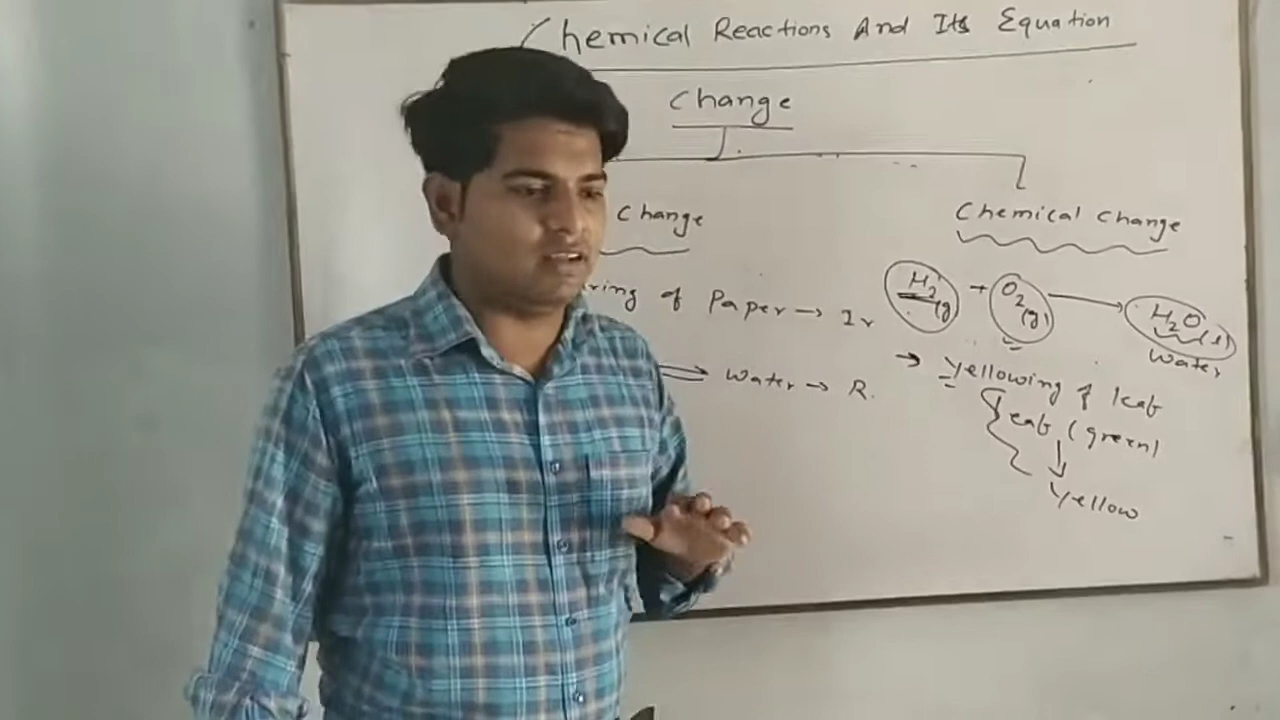 Chemical Reactions And Its Equation
Change
Change
Chemical Change
ring of Paper → Ir
H2(g) + O2(g) → H2O(l)
Water
⇒ Water → R.
→ Yellowing of leaf
Leaf (green)
↓
Yellow